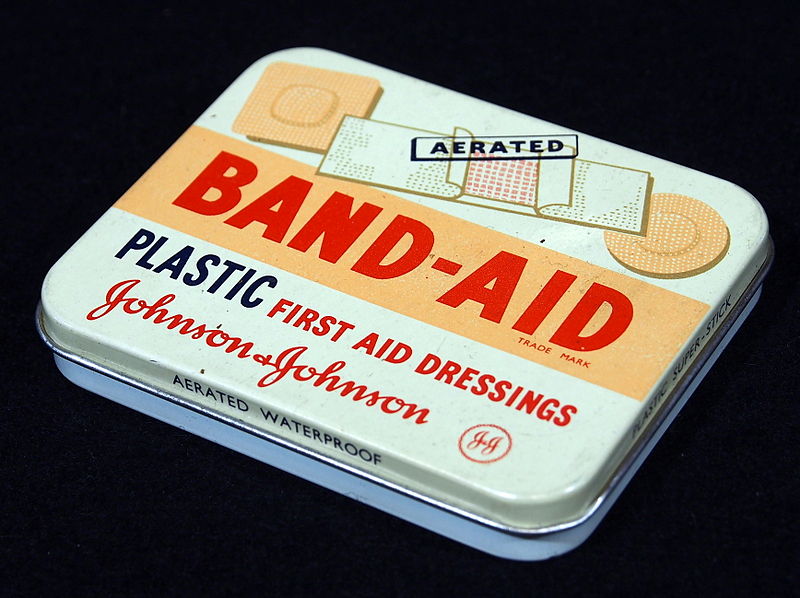 AERATED
BAND-AID
TRADE MARK
PLASTIC FIRST AID DRESSINGS
Johnson & Johnson
J&J
AERATED WATERPROOF
PLASTIC SUPER-STICK